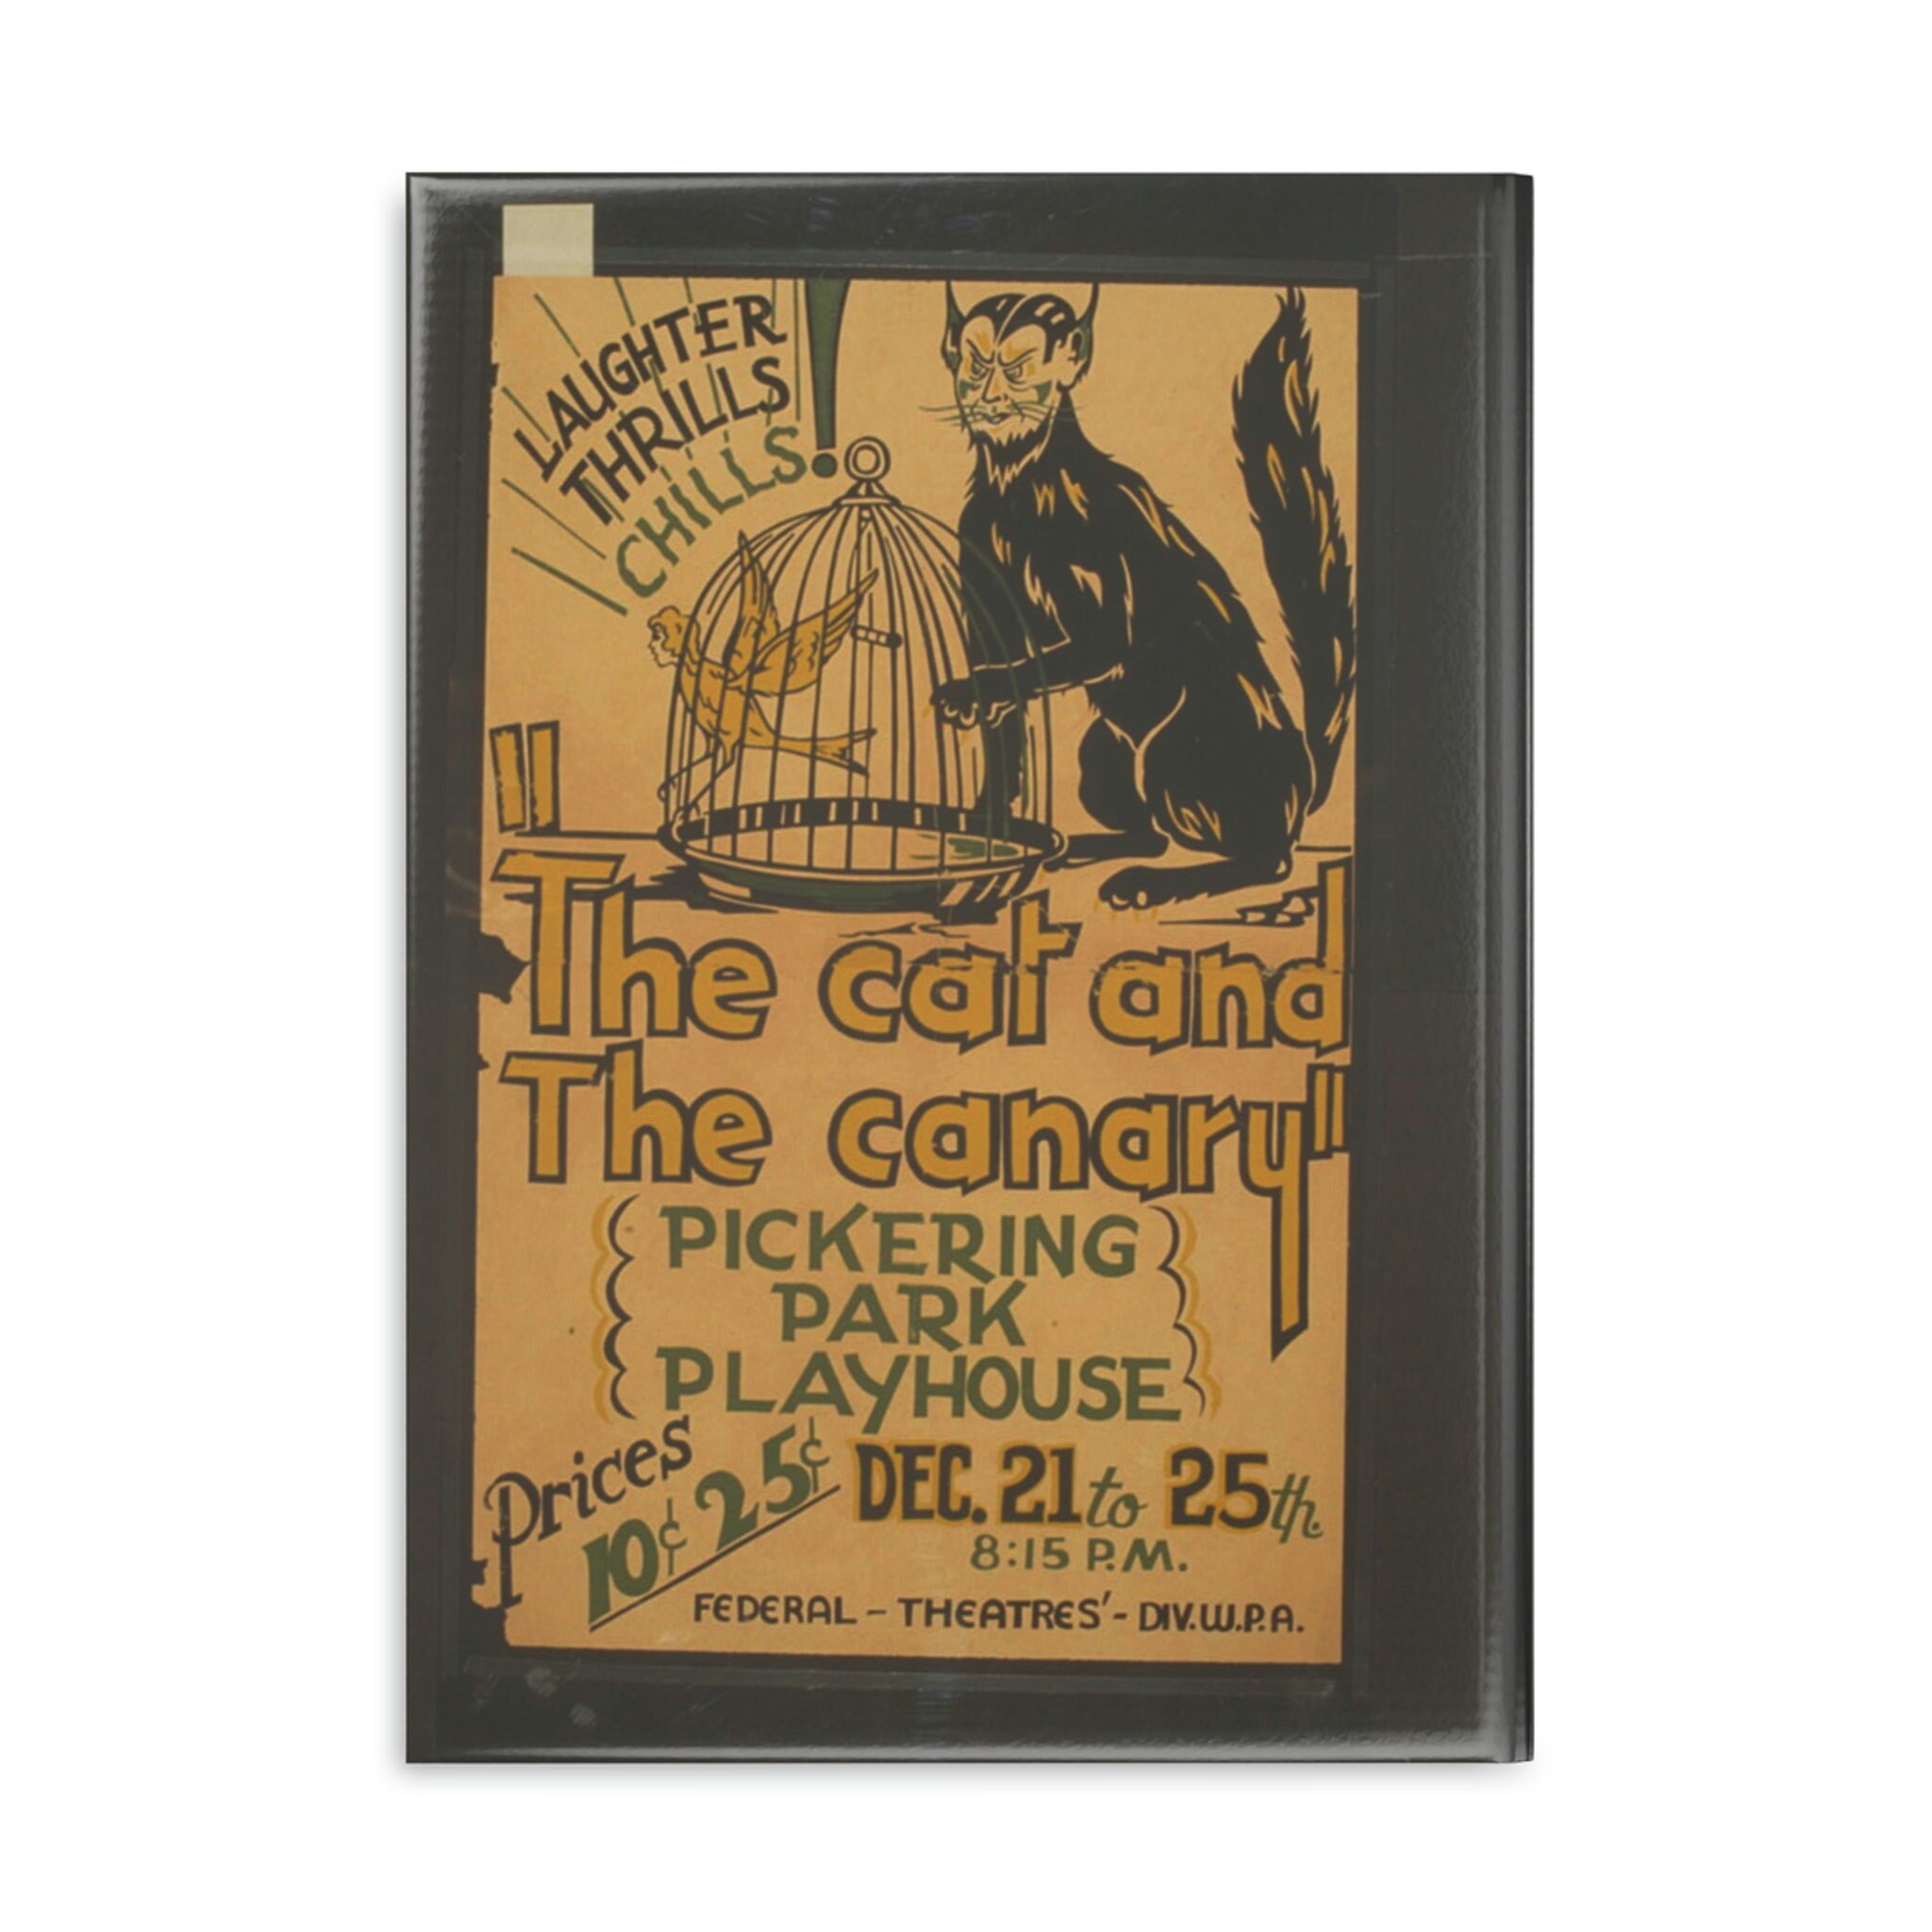 LAUGHTER
THRILLS
CHILLS!
"The cat and
The canary"
PICKERING
PARK
PLAYHOUSE
Prices
10¢ 25¢
DEC. 21 to 25th.
8:15 P.M.
FEDERAL - THEATRES' - DIV. W.P.A.